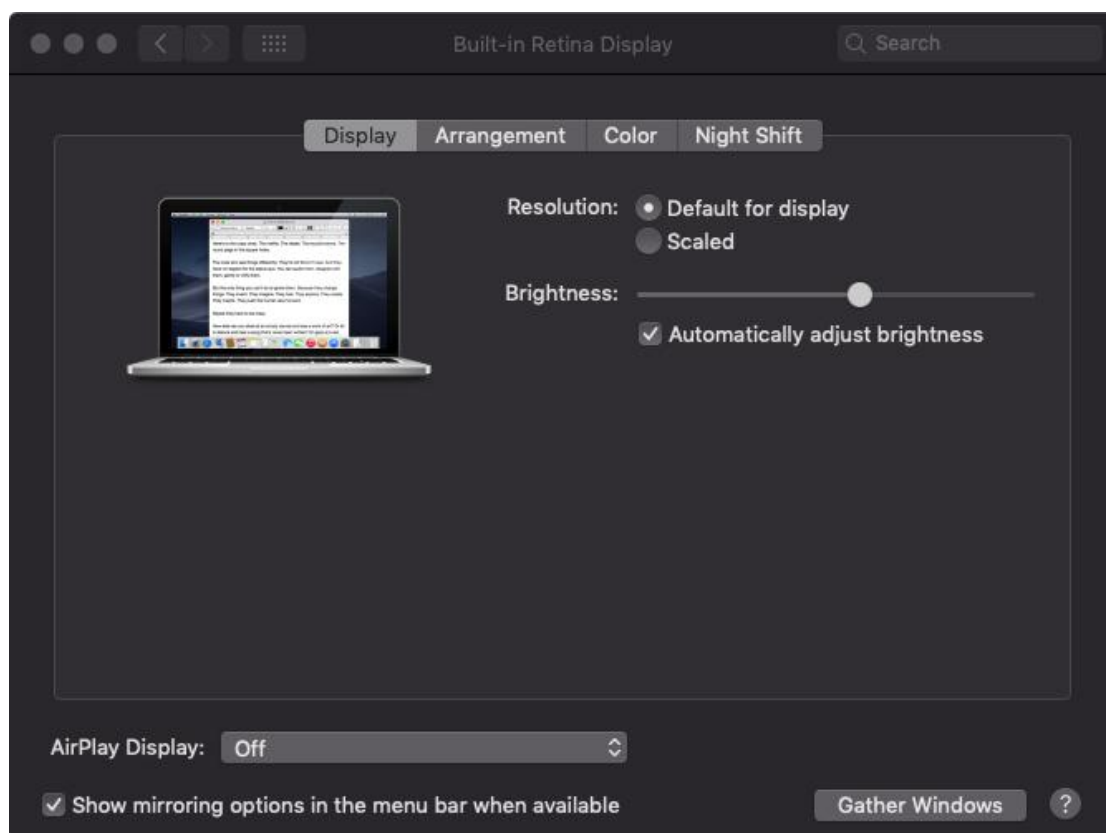 Built-in Retina Display
Search
Display Arrangement Color Night Shift
Resolution: Default for display
Scaled
Brightness:
Automatically adjust brightness
AirPlay Display: Off
Show mirroring options in the menu bar when available
Gather Windows ?